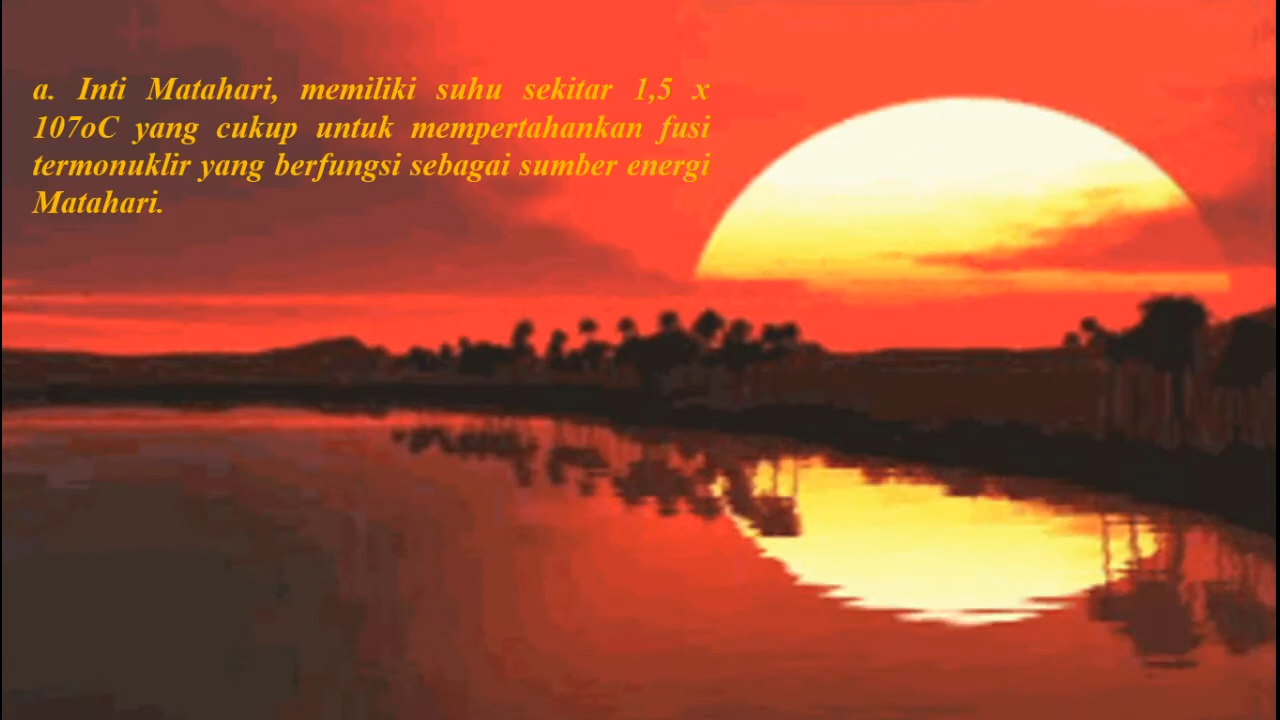 a. Inti Matahari, memiliki suhu sekitar 1,5 x
107oC yang cukup untuk mempertahankan fusi
termonuklir yang berfungsi sebagai sumber energi
Matahari.